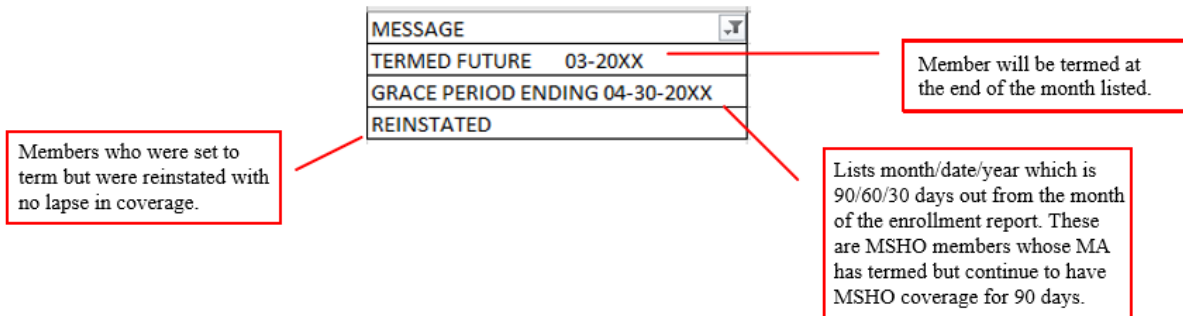 MESSAGE
TERMED FUTURE 03-20XX
GRACE PERIOD ENDING 04-30-20XX
REINSTATED
Member will be termed at
the end of the month listed.
Members who were set to
term but were reinstated with
no lapse in coverage.
Lists month/date/year which is
90/60/30 days out from the month
of the enrollment report. These
are MSHO members whose MA
has termed but continue to have
MSHO coverage for 90 days.